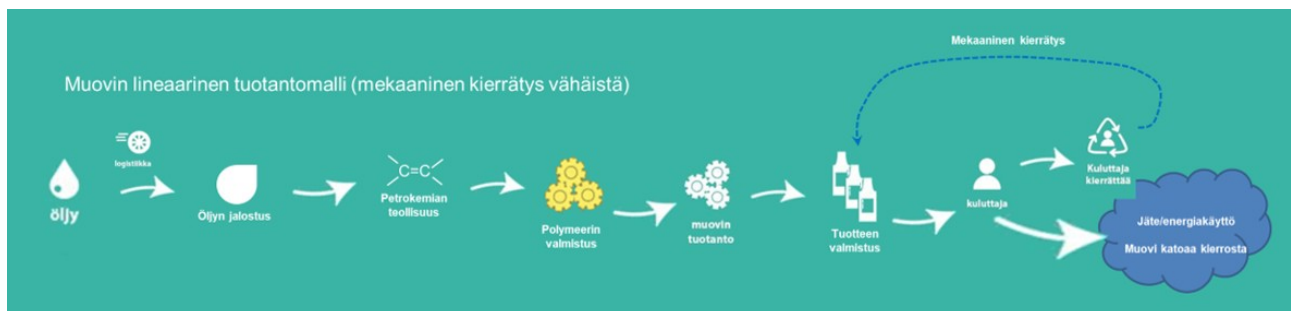 Mekaaninen kierrätys
Muovin lineaarinen tuotantomalli (mekaaninen kierrätys vähäistä)
logistiikka
öljy
Öljyn jalostus
C=C
Petrokemian
teollisuus
Polymeerin
valmistus
muovin
tuotanto
Tuotteen
valmistus
kuluttaja
Kuluttaja
kierrättää
Jäte/energiakäyttö
Muovi katoaa kierrosta